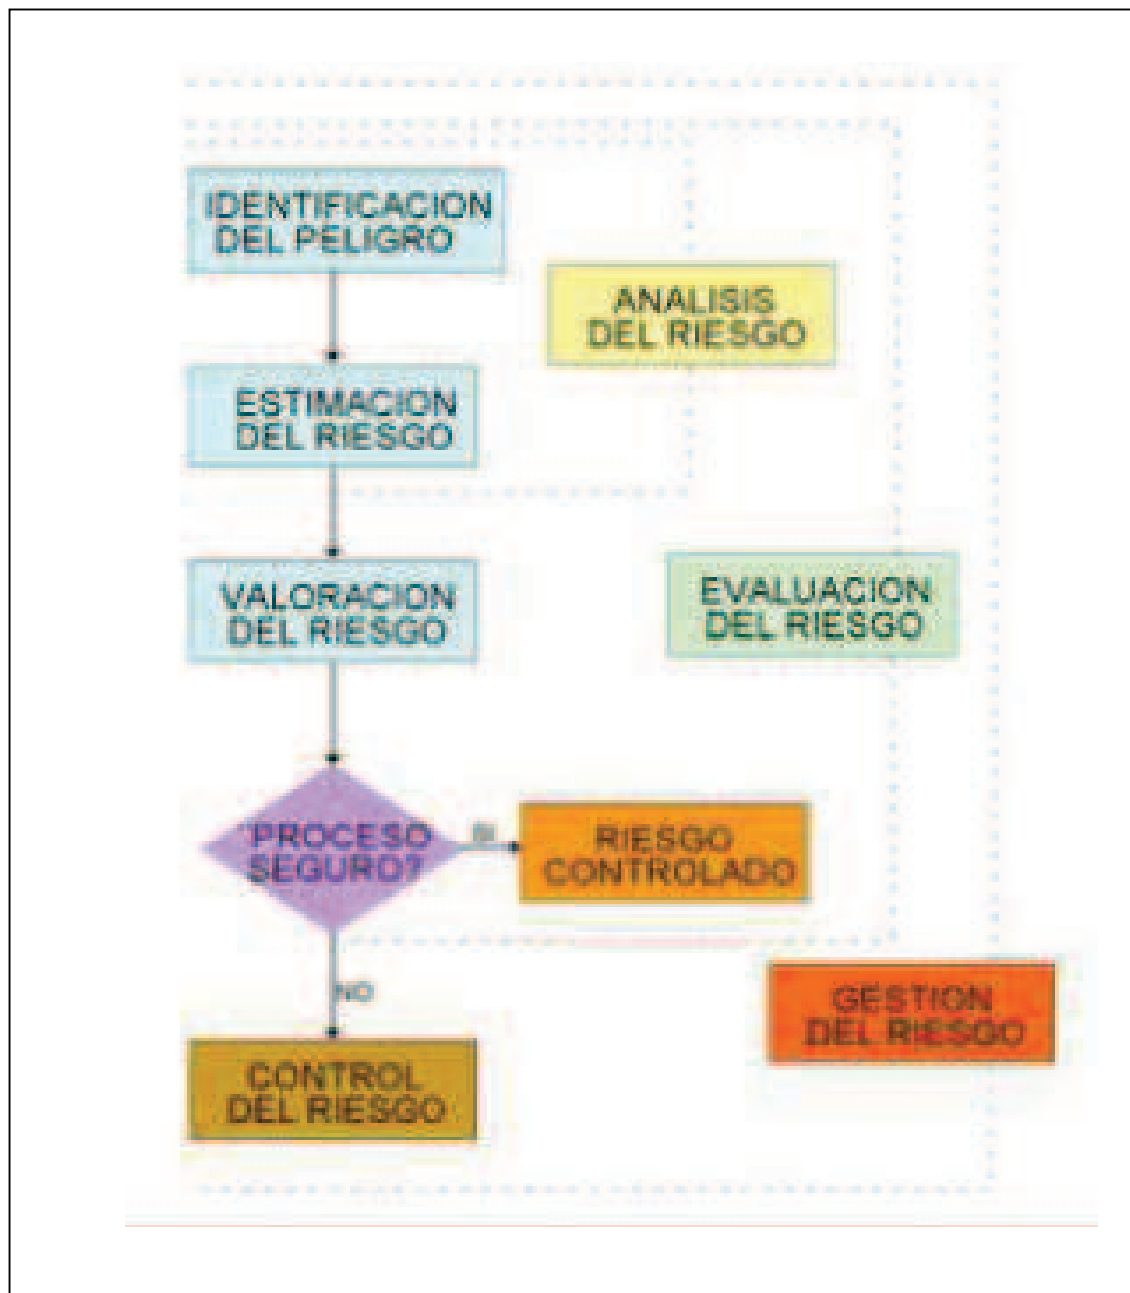 IDENTIFICACION
DEL PELIGRO
ANALISIS
DEL RIESGO
ESTIMACION
DEL RIESGO
VALORACION
DEL RIESGO
EVALUACION
DEL RIESGO
PROCESO
SEGURO?
SI
RIESGO
CONTROLADO
NO
GESTION
DEL RIESGO
CONTROL
DEL RIESGO